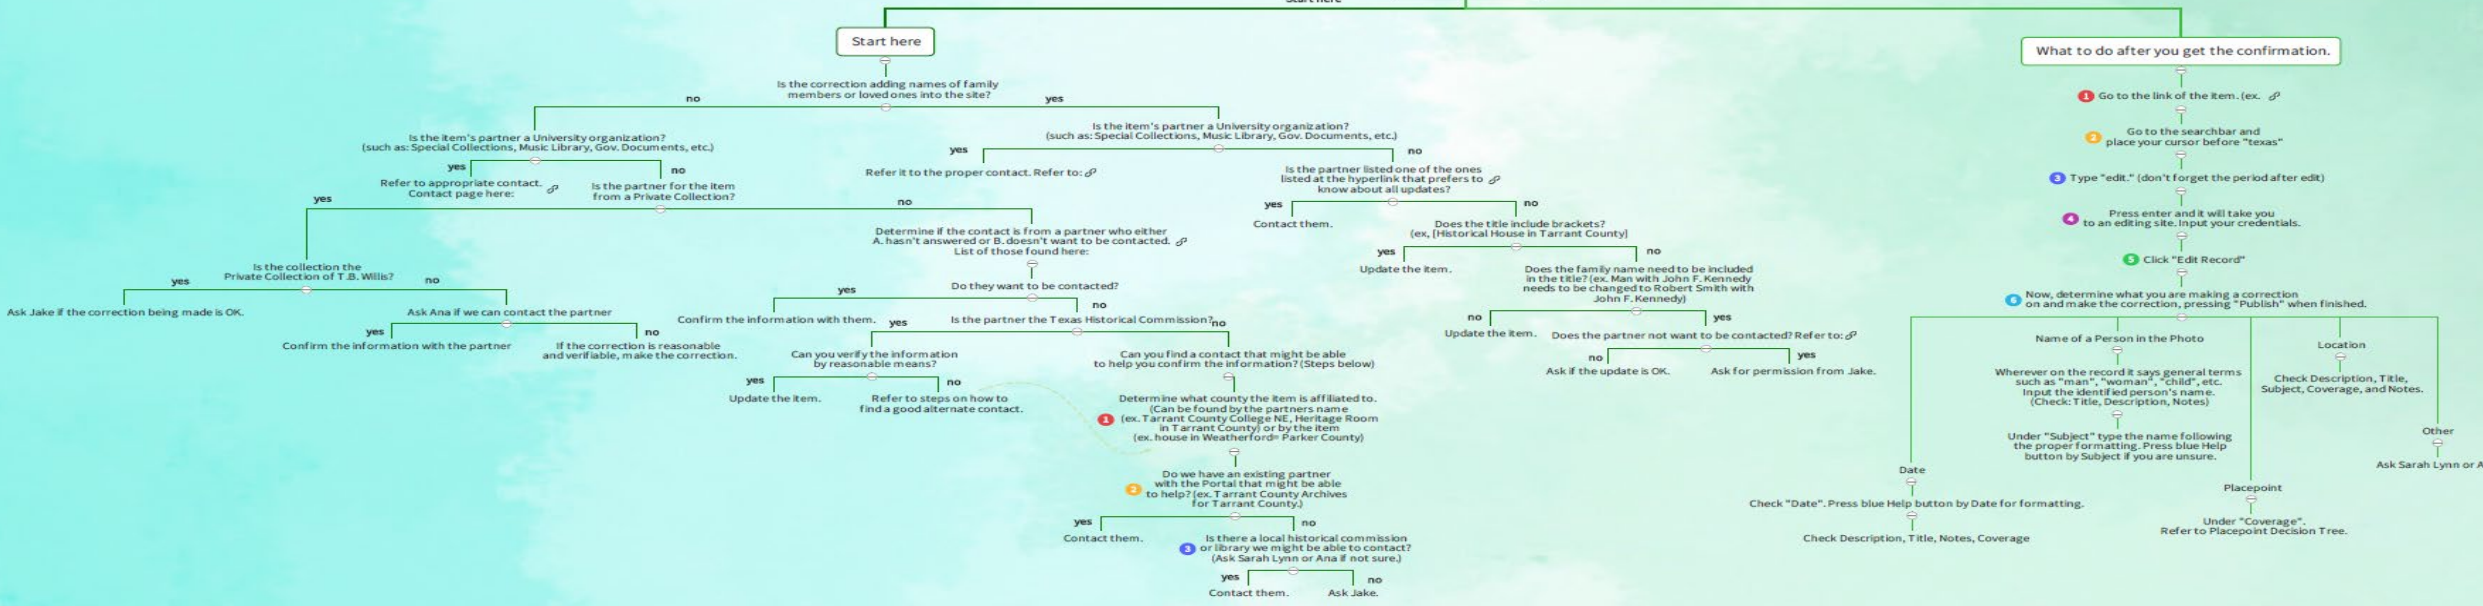 Start here
Start here
Is the correction adding names of family
members or loved ones into the site?
no
yes
Is the item's partner a University organization?
(such as: Special Collections, Music Library, Gov. Documents, etc.)
yes
no
Refer to appropriate contact.
Contact page here:
Is the partner for the item
from a Private Collection?
yes
no
Is the collection the
Private Collection of T.B. Willis?
yes
no
Ask Jake if the correction being made is OK.
Ask Ana if we can contact the partner
yes
no
Confirm the information with the partner
If the correction is reasonable
and verifiable, make the correction.
Determine if the contact is from a partner who either
A. hasn't answered or B. doesn't want to be contacted.
List of those found here:
Do they want to be contacted?
yes
no
Confirm the information with them.
Is the partner the Texas Historical Commission?
yes
no
Can you verify the information
by reasonable means?
yes
no
Update the item.
Refer to steps on how to
find a good alternate contact.
Can you find a contact that might be able
to help you confirm the information? (Steps below)
1
Determine what county the item is affiliated to.
(Can be found by the partners name
(ex. Tarrant County College NE, Heritage Room
in Tarrant County) or by the item
(ex. house in Weatherford= Parker County)
2
Do we have an existing partner
with the Portal that might be able
to help? (ex. Tarrant County Archives
for Tarrant County.)
yes
no
Contact them.
3
Is there a local historical commission
or library we might be able to contact?
(Ask Sarah Lynn or Ana if not sure.)
yes
no
Contact them.
Ask Jake.
Is the item's partner a University organization?
(such as: Special Collections, Music Library, Gov. Documents, etc.)
yes
no
Refer it to the proper contact. Refer to:
Is the partner listed one of the ones
listed at the hyperlink that prefers to
know about all updates?
yes
no
Contact them.
Does the title include brackets?
(ex, [Historical House in Tarrant County]
yes
no
Update the item.
Does the family name need to be included
in the title? (ex. Man with John F. Kennedy
needs to be changed to Robert Smith with
John F. Kennedy)
no
yes
Update the item.
Does the partner not want to be contacted? Refer to:
no
yes
Ask if the update is OK.
Ask for permission from Jake.
What to do after you get the confirmation.
1 Go to the link of the item. (ex.
2
Go to the searchbar and
place your cursor before "texas"
3 Type "edit." (don't forget the period after edit)
4
Press enter and it will take you
to an editing site. Input your credentials.
5 Click "Edit Record"
6
Now, determine what you are making a correction
on and make the correction, pressing "Publish" when finished.
Date
Check "Date". Press blue Help button by Date for formatting.
Check Description, Title, Notes, Coverage
Name of a Person in the Photo
Wherever on the record it says general terms
such as "man", "woman", "child", etc.
Input the identified person's name.
(Check: Title, Description, Notes)
Under "Subject" type the name following
the proper formatting. Press blue Help
button by Subject if you are unsure.
Placepoint
Under "Coverage".
Refer to Placepoint Decision Tree.
Location
Check Description, Title,
Subject, Coverage, and Notes.
Other
Ask Sarah Lynn or